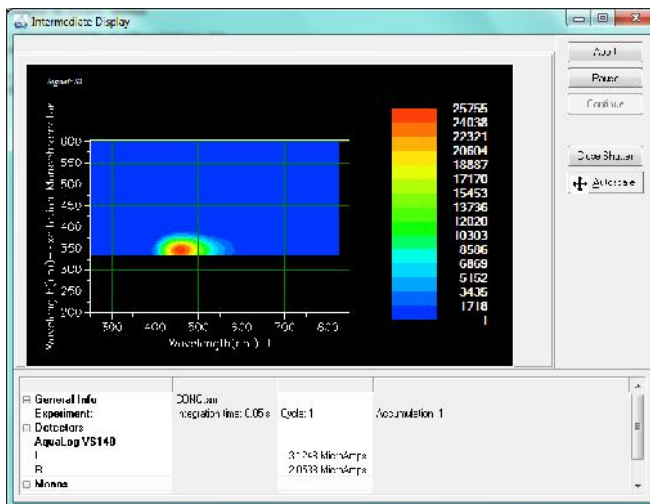 Intermediate Display
Abort
Pause
Continue
Close Shutter
Autoscale
25755
24038
22321
20604
18887
17170
15453
13736
12020
10303
8586
6869
5152
3435
1718
1
600
550
500
450
400
350
300
250
200
300 400 500 600 700 800
General Info
Experiment:
Integration time: 0.05 s
Cycle: 1
Accumulation: 1
Detectors
AquaLog VS140
MicroAmps
R
MicroAmps
Monos